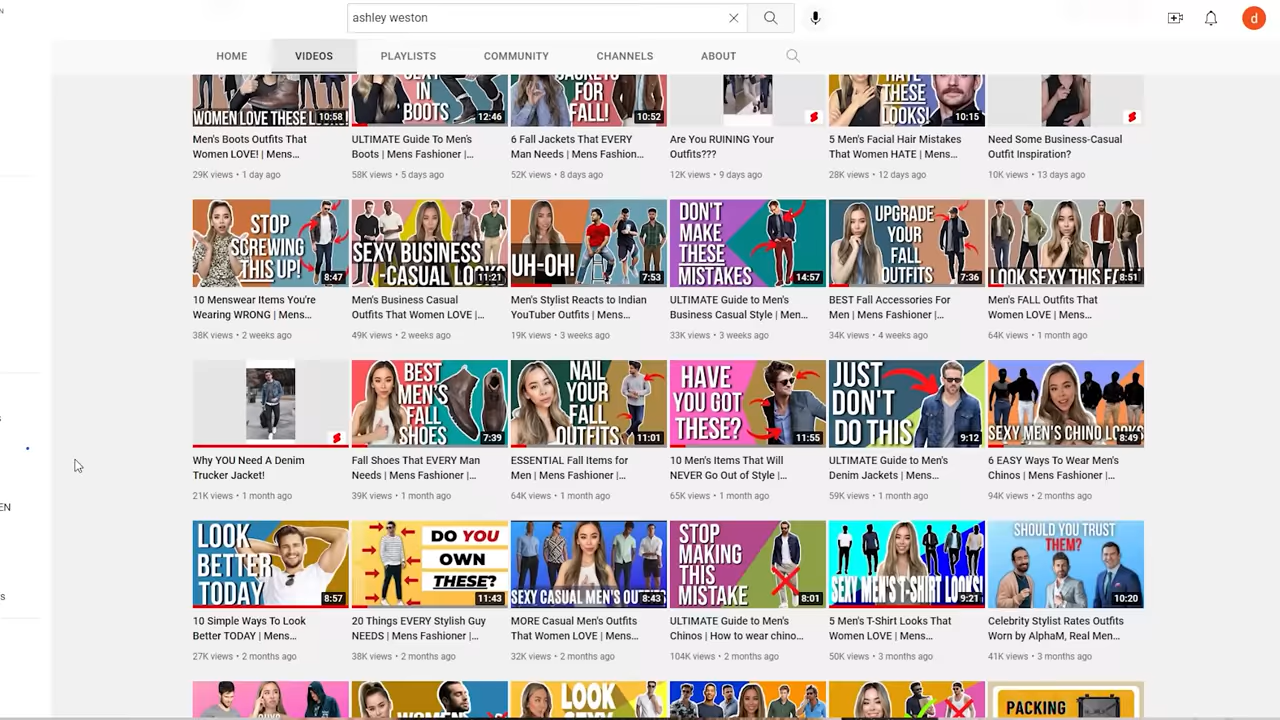 N
ashley weston
d
HOME
VIDEOS
PLAYLISTS
COMMUNITY
CHANNELS
ABOUT
WOMEN LOVE THESE
10:58
IN
BOOTS
12:46
JACKETS
FOR
FALL!
10:52
HATE
THESE
LOOKS!
10:15
Men's Boots Outfits That
Women LOVE! | Mens...
29K views • 1 day ago
ULTIMATE Guide To Men's
Boots | Mens Fashioner |...
58K views • 5 days ago
6 Fall Jackets That EVERY
Man Needs | Mens Fashion...
52K views • 8 days ago
Are You RUINING Your
Outfits???
12K views • 9 days ago
5 Men's Facial Hair Mistakes
That Women HATE | Mens...
28K views • 12 days ago
Need Some Business-Casual
Outfit Inspiration?
10K views • 13 days ago
STOP
SCREWING
THIS UP!
8:47
SEXY BUSINESS
-CASUAL LOOKS
11:21
UH-OH!
7:53
DON'T
MAKE
THESE
MISTAKES
14:57
UPGRADE
YOUR
FALL
OUTFITS
7:36
LOOK SEXY THIS FA
8:51
10 Menswear Items You're
Wearing WRONG | Mens...
38K views • 2 weeks ago
Men's Business Casual
Outfits That Women LOVE |...
49K views • 2 weeks ago
Men's Stylist Reacts to Indian
YouTuber Outfits | Mens...
19K views • 3 weeks ago
ULTIMATE Guide to Men's
Business Casual Style | Men...
33K views • 3 weeks ago
BEST Fall Accessories For
Men | Mens Fashioner |...
34K views • 4 weeks ago
Men's FALL Outfits That
Women LOVE | Mens...
64K views • 1 month ago
BEST
MEN'S
FALL
SHOES
7:39
NAIL
YOUR
FALL
OUTFITS
11:01
HAVE
YOU GOT
THESE?
11:55
JUST
DON'T
DO THIS
9:12
SEXY MEN'S CHINO LOOKS
8:49
Why YOU Need A Denim
Trucker Jacket!
21K views • 1 month ago
Fall Shoes That EVERY Man
Needs | Mens Fashioner |...
39K views • 1 month ago
ESSENTIAL Fall Items for
Men | Mens Fashioner |...
64K views • 1 month ago
10 Men's Items That Will
NEVER Go Out of Style |...
65K views • 1 month ago
ULTIMATE Guide to Men's
Denim Jackets | Mens...
59K views • 1 month ago
6 EASY Ways To Wear Men's
Chinos | Mens Fashioner |...
94K views • 2 months ago
s
EN
s
LOOK
BETTER
TODAY
8:57
DO YOU
OWN
THESE?
11:43
SEXY CASUAL MEN'S OUTFITS
8:43
STOP
MAKING
THIS
MISTAKE
8:01
SEXY MEN'S T-SHIRT LOOKS!
9:21
SHOULD YOU TRUST
THEM?
10:20
10 Simple Ways To Look
Better TODAY | Mens...
27K views • 2 months ago
20 Things EVERY Stylish Guy
NEEDS | Mens Fashioner |...
38K views • 2 months ago
MORE Casual Men's Outfits
That Women LOVE | Mens...
32K views • 2 months ago
ULTIMATE Guide to Men's
Chinos | How to wear chino...
104K views • 2 months ago
5 Men's T-Shirt Looks That
Women LOVE | Mens...
50K views • 3 months ago
Celebrity Stylist Rates Outfits
Worn by AlphaM, Real Men...
41K views • 3 months ago
LOOK
PACKING